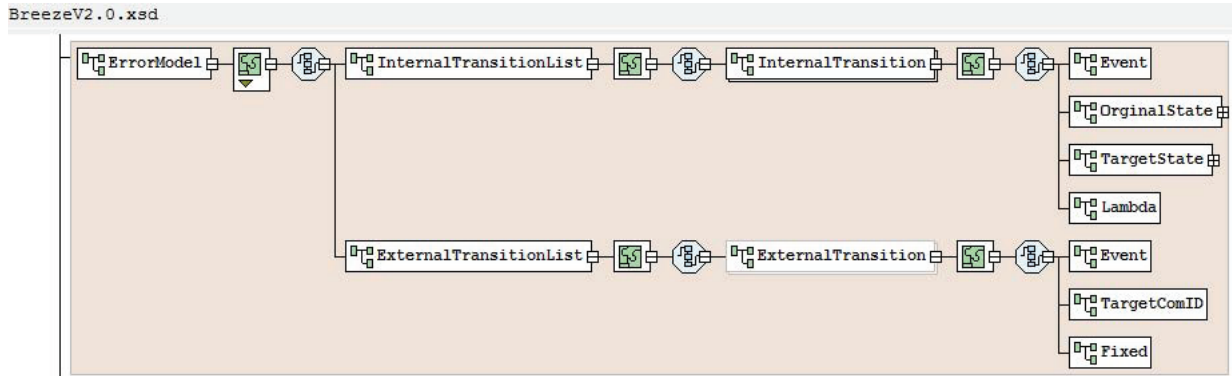 BreezeV2.0.xsd
ErrorModel InternalTransitionList InternalTransition Event
OrginalState
TargetState
Lambda
ExternalTransitionList ExternalTransition Event
TargetComID
Fixed